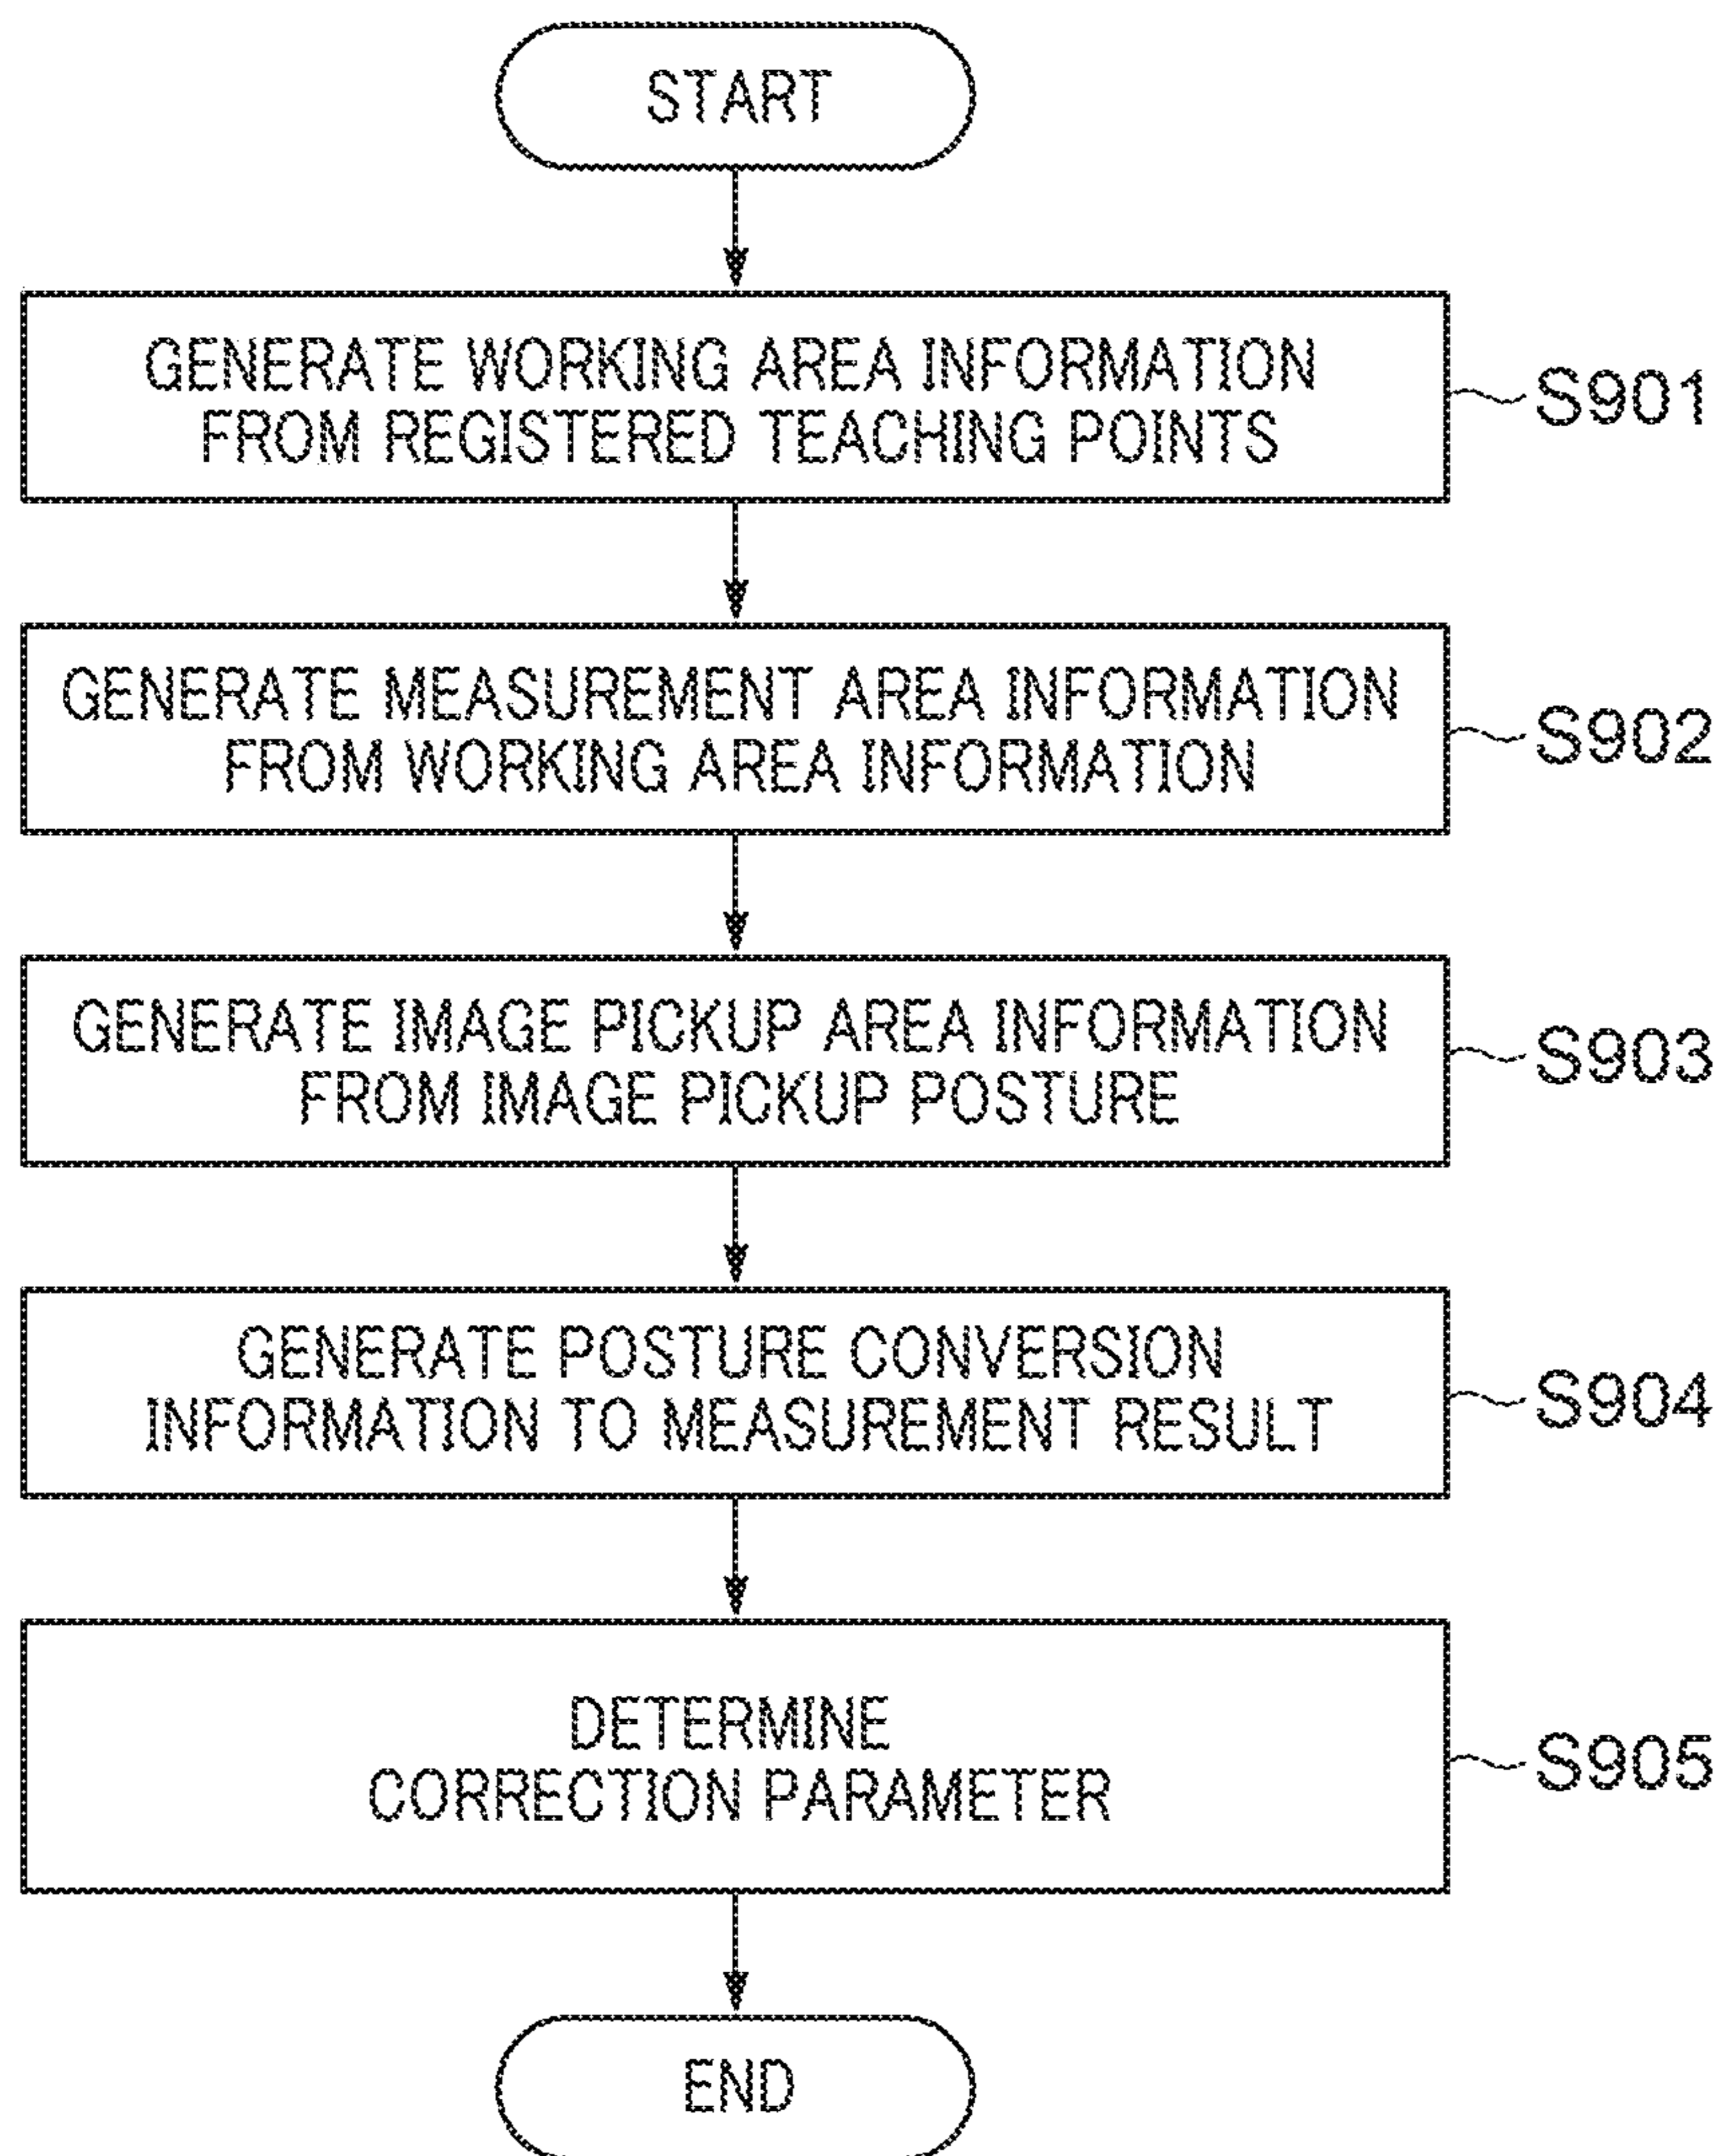 START
GENERATE WORKING AREA INFORMATION
FROM REGISTERED TEACHING POINTS
S901
GENERATE MEASUREMENT AREA INFORMATION
FROM WORKING AREA INFORMATION
S902
GENERATE IMAGE PICKUP AREA INFORMATION
FROM IMAGE PICKUP POSTURE
S903
GENERATE POSTURE CONVERSION
INFORMATION TO MEASUREMENT RESULT
S904
DETERMINE
CORRECTION PARAMETER
S905
END